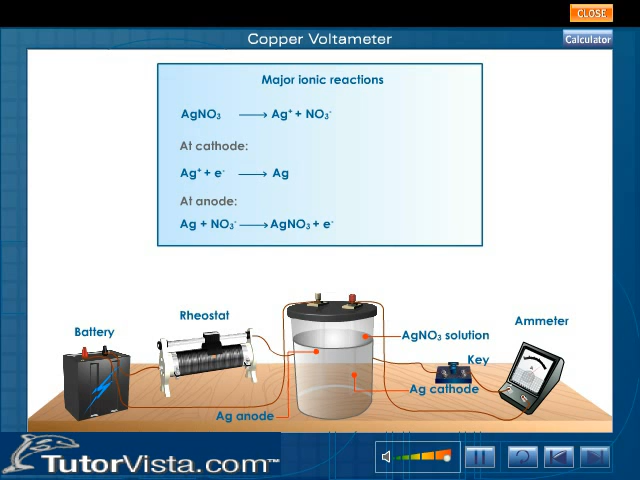 CLOSE
Copper Voltameter
Calculator
Major ionic reactions
AgNO₃ ⟶ Ag⁺ + NO₃⁻
At cathode:
Ag⁺ + e⁻ ⟶ Ag
At anode:
Ag + NO₃⁻ ⟶ AgNO₃ + e⁻
Battery
Rheostat
AgNO₃ solution
Ammeter
Key
Ag cathode
Ag anode
TutorVista.com™